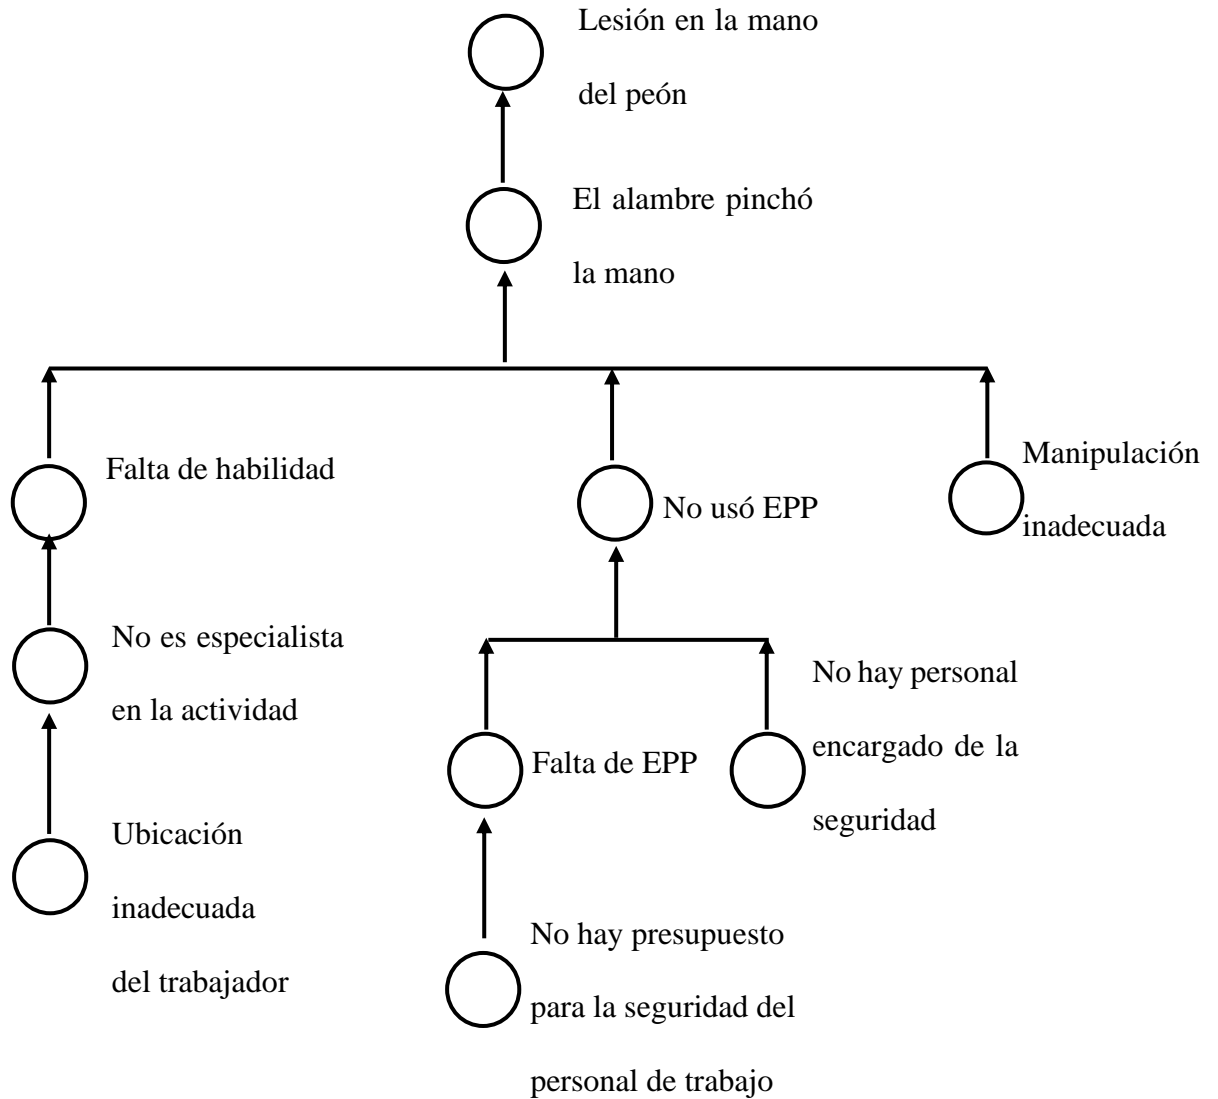 Lesión en la mano
del peón
El alambre pinchó
la mano
Falta de habilidad
No usó EPP
Manipulación
inadecuada
No es especialista
en la actividad
No hay personal
encargado de la
seguridad
Falta de EPP
Ubicación
inadecuada
del trabajador
No hay presupuesto
para la seguridad del
personal de trabajo